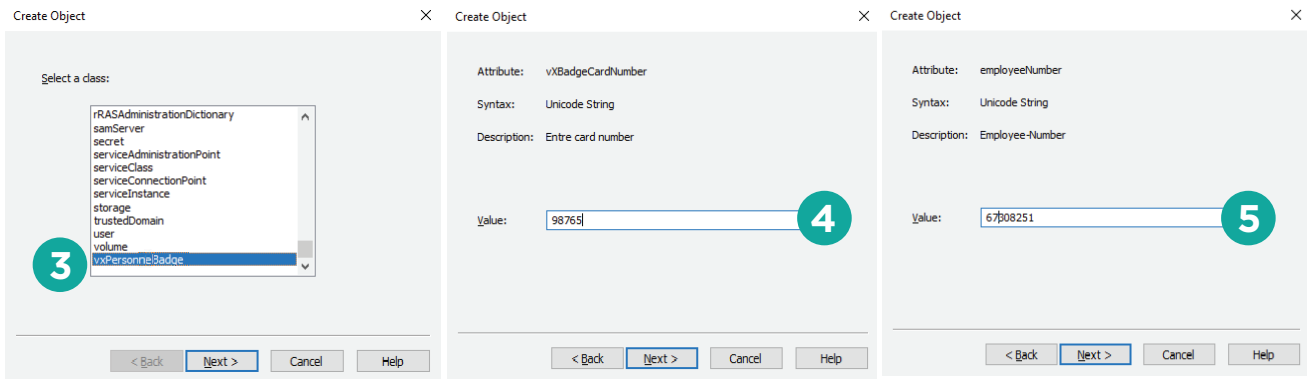 Create Object
Select a class:
rRASAdministrationDictionary
samServer
secret
serviceAdministrationPoint
serviceClass
serviceConnectionPoint
serviceInstance
storage
trustedDomain
user
volume
vxPersonnelBadge
3
< Back
Next >
Cancel
Help
Create Object
Attribute: vXBadgeCardNumber
Syntax: Unicode String
Description: Entre card number
Value: 98765
4
< Back
Next >
Cancel
Help
Create Object
Attribute: employeeNumber
Syntax: Unicode String
Description: Employee-Number
Value: 67308251
5
< Back
Next >
Cancel
Help